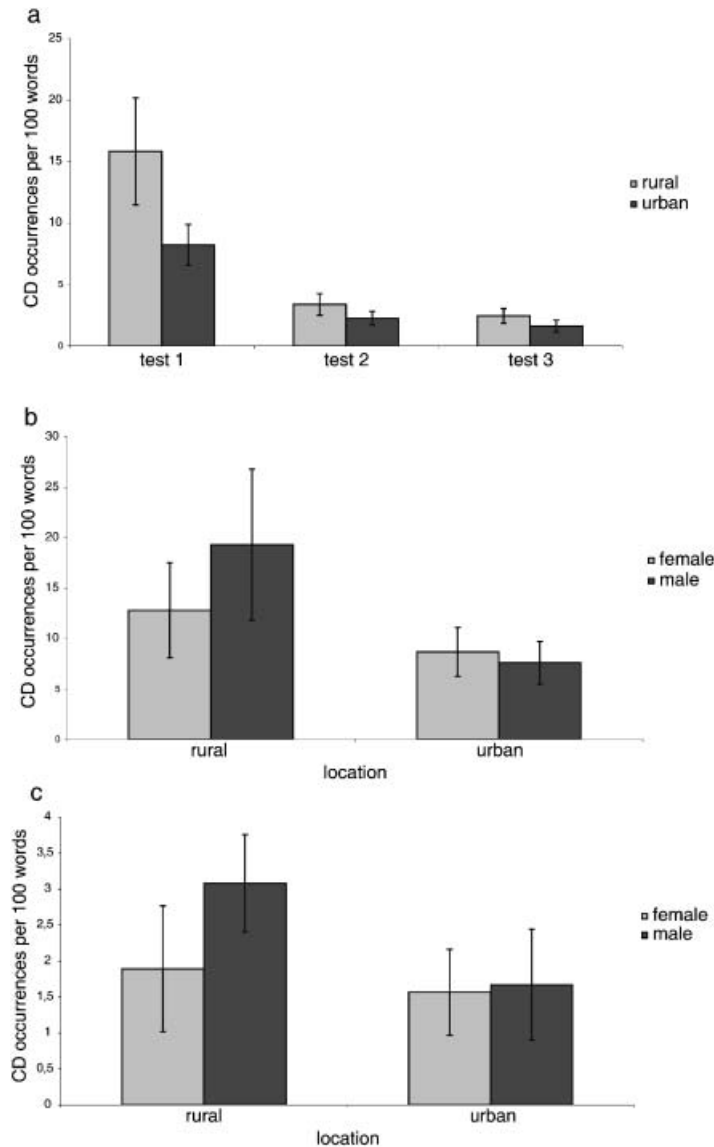 a
CD occurrences per 100 words
25
20
15
10
5
0
test 1 test 2 test 3
rural
urban
b
CD occurrences per 100 words
30
25
20
15
10
5
0
rural urban
location
female
male
c
CD occurrences per 100 words
4
3,5
3
2,5
2
1,5
1
0,5
0
rural urban
location
female
male